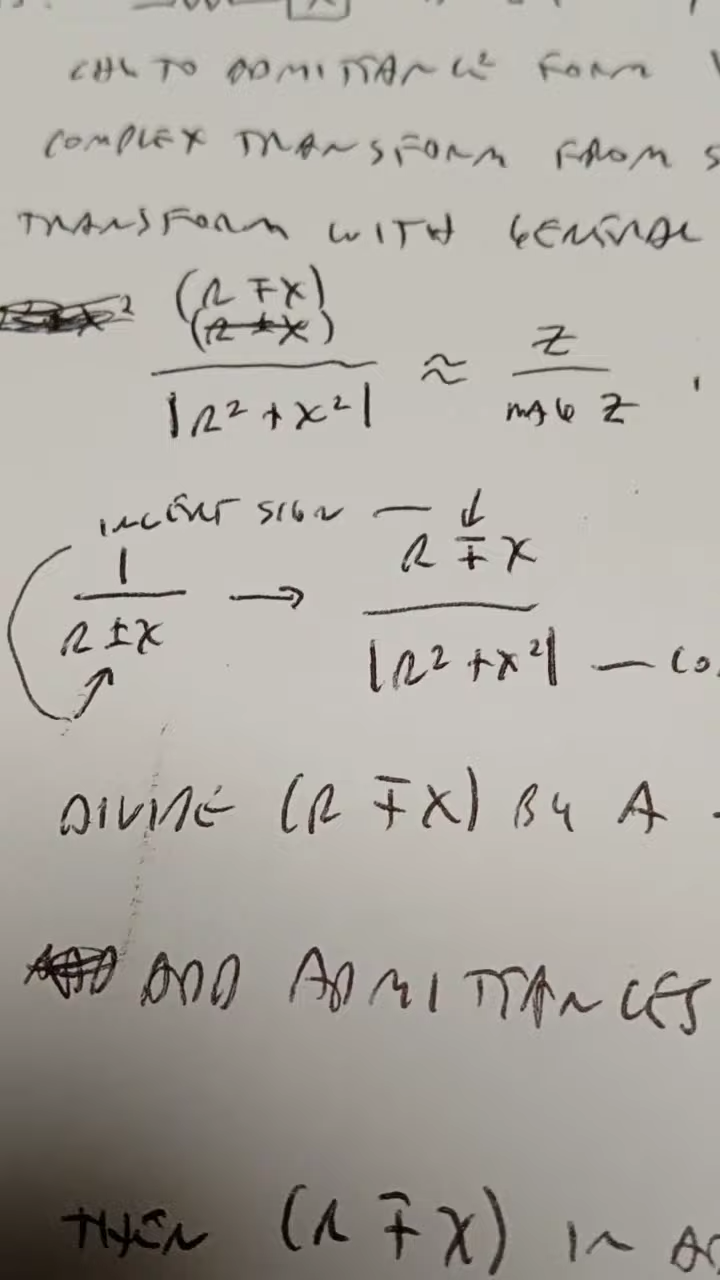 TO ADMITTANCE FORM
COMPLEX TRANSFORM FROM S
TRANSFORM WITH GENERAL
(R ∓ X)
(R ± X)
|R² + X²| ≈ Z / MAG Z
INVERT SIGN — ↓
1 / R ± X → R ∓ X / |R² + X²| — CO
DIVIDE (R ∓ X) BY A
ADD ADMITTANCES
THEN (R ∓ X) IN